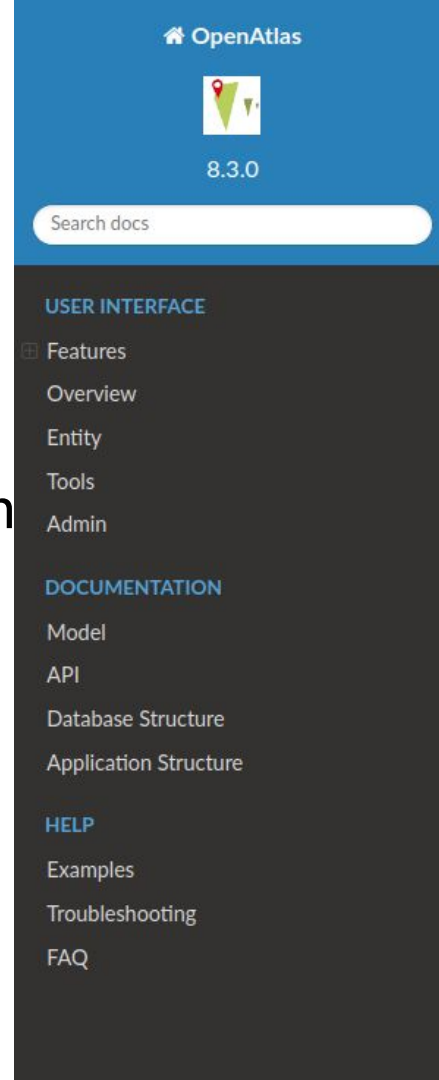 OpenAtlas
8.3.0
Search docs
USER INTERFACE
Features
Overview
Entity
Tools
n
Admin
DOCUMENTATION
Model
API
Database Structure
Application Structure
HELP
Examples
Troubleshooting
FAQ